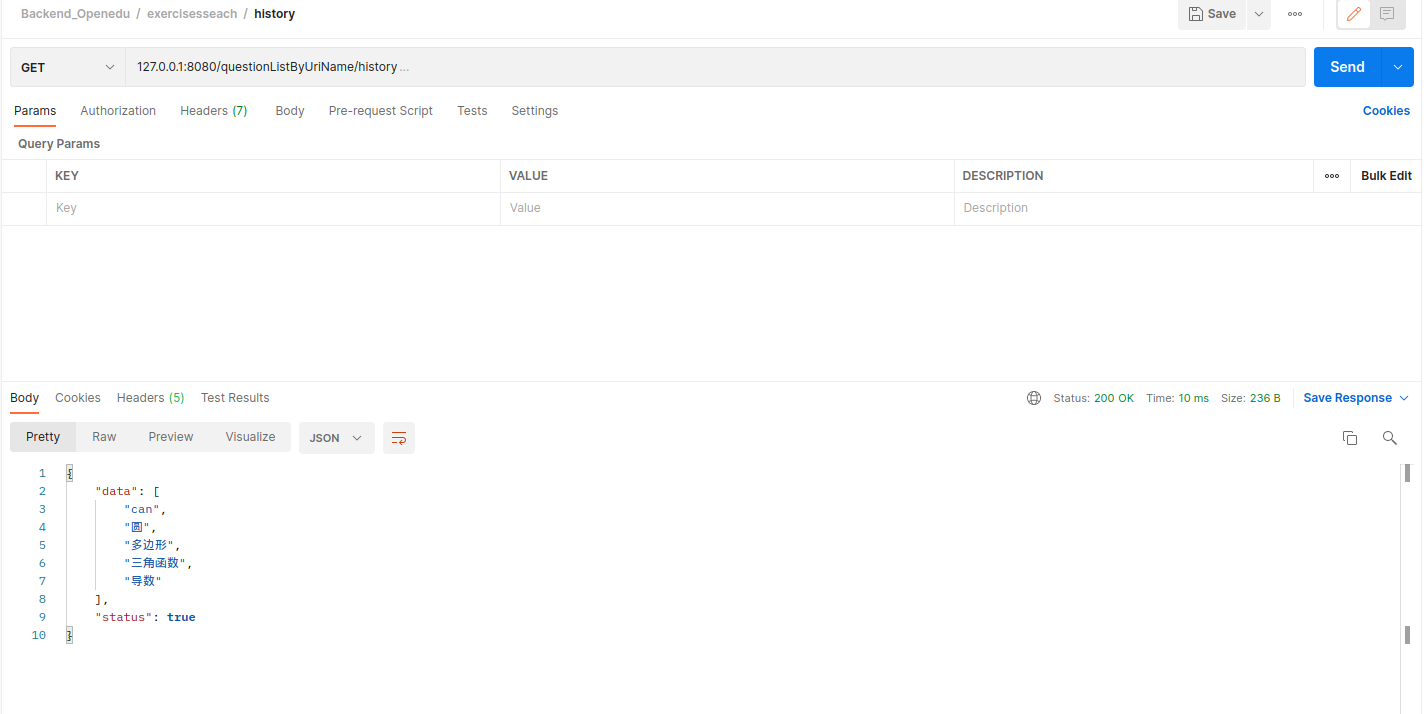 Backend_Openedu / exercisesseach / history Save
GET 127.0.0.1:8080/questionListByUriName/history... Send
Params Authorization Headers (7) Body Pre-request Script Tests Settings Cookies
Query Params
KEY VALUE DESCRIPTION Bulk Edit
Key Value Description
Body Cookies Headers (5) Test Results Status: 200 OK Time: 10 ms Size: 236 B Save Response
Pretty Raw Preview Visualize JSON
1 {
2 "data": [
3 "can",
4 "圆",
5 "多边形",
6 "三角函数",
7 "导数"
8 ],
9 "status": true
10 }